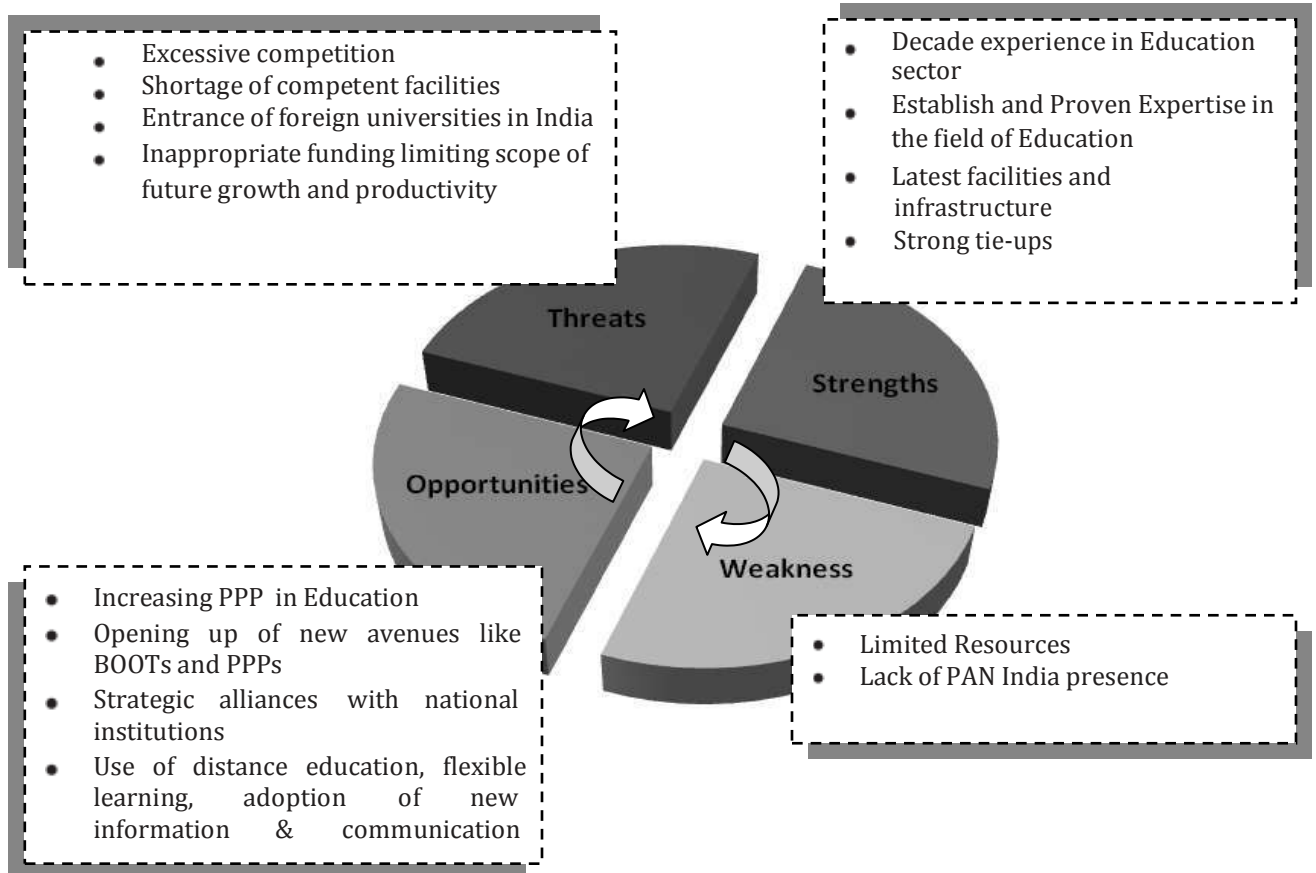 • Excessive competition
• Shortage of competent facilities
• Entrance of foreign universities in India
• Inappropriate funding limiting scope of
future growth and productivity
• Decade experience in Education
sector
• Establish and Proven Expertise in
the field of Education
• Latest facilities and
infrastructure
• Strong tie-ups
Threats
Strengths
Opportunities
Weakness
• Increasing PPP in Education
• Opening up of new avenues like
BOOTs and PPPs
• Strategic alliances with national
institutions
• Use of distance education, flexible
learning, adoption of new
information & communication
• Limited Resources
• Lack of PAN India presence